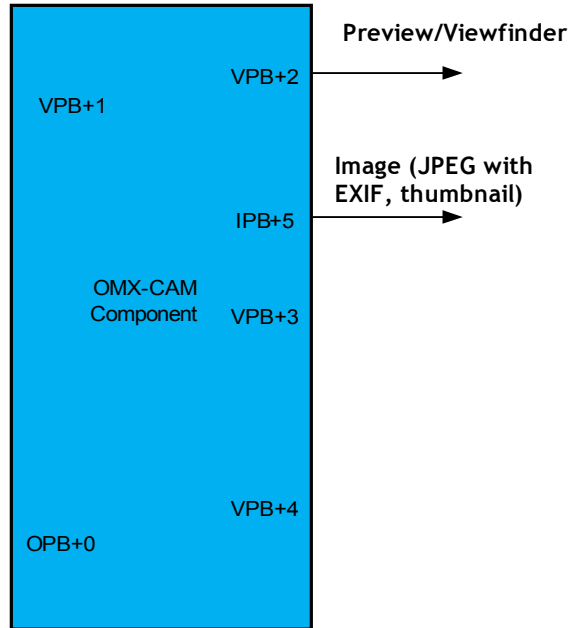 Preview/Viewfinder
VPB+2
VPB+1
Image (JPEG with
EXIF, thumbnail)
IPB+5
OMX-CAM
Component
VPB+3
VPB+4
OPB+0